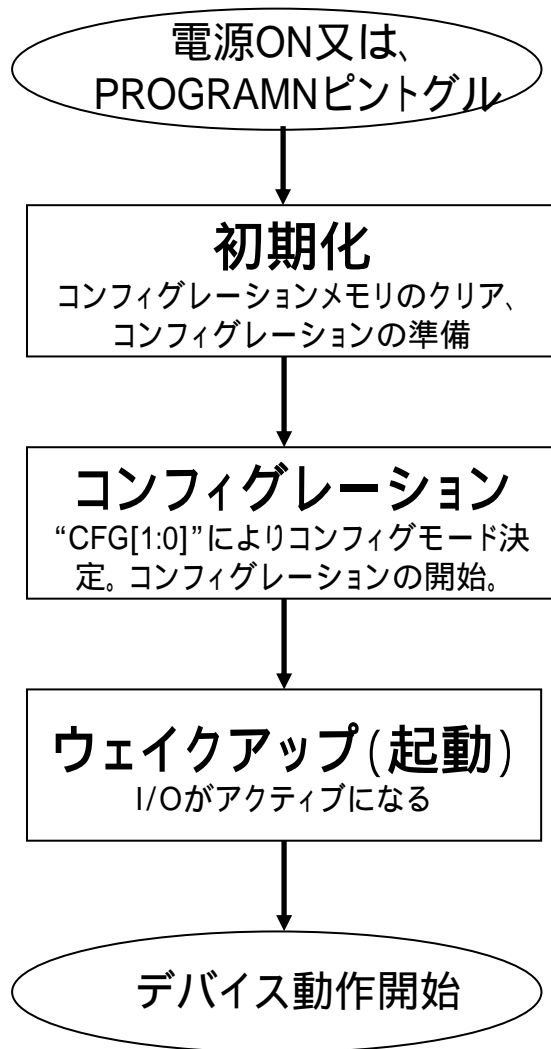 電源ON又は、
PROGRAMNピントグル
初期化
コンフィグレーションメモリのクリア、
コンフィグレーションの準備
コンフィグレーション
“CFG[1:0]”によりコンフィグモード決
定。コンフィグレーションの開始。
ウェイクアップ(起動)
I/Oがアクティブになる
デバイス動作開始